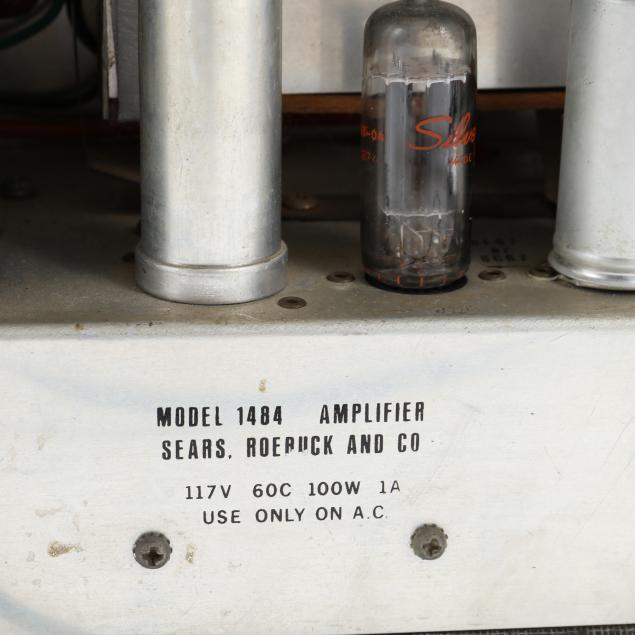 MODEL 1484 AMPLIFIER
SEARS, ROEBUCK AND CO
117V 60C 100W 1A
USE ONLY ON A.C.